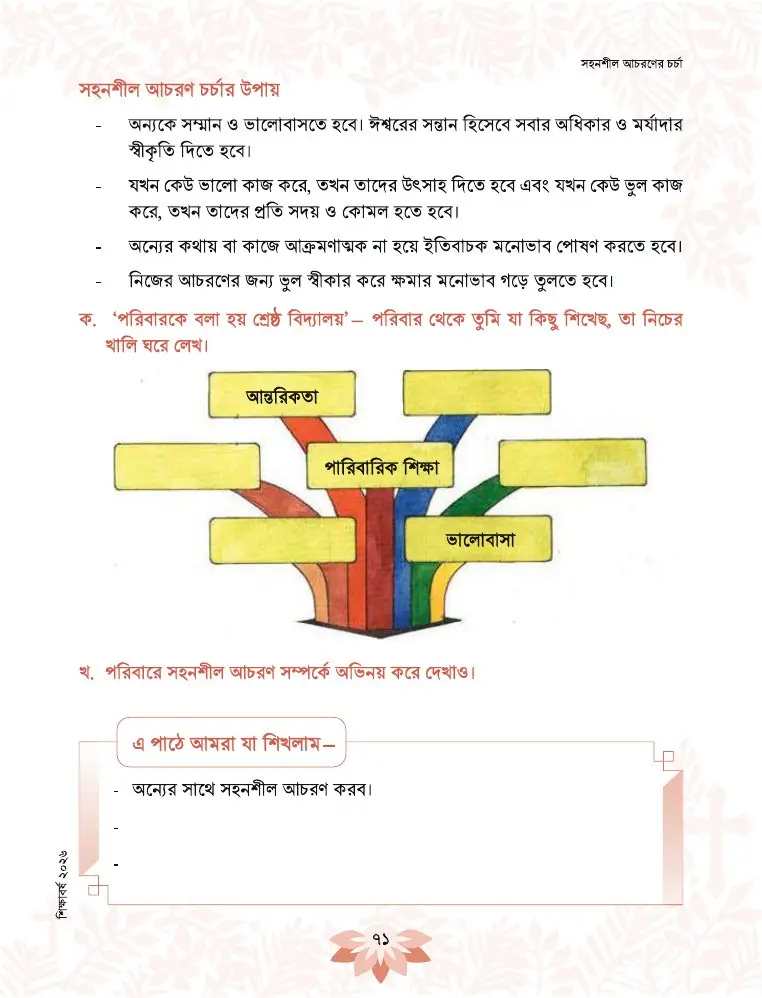 সহনশীল আচরণের চর্চা
সহনশীল আচরণ চর্চার উপায়
- অন্যকে সম্মান ও ভালোবাসতে হবে। ঈশ্বরের সন্তান হিসেবে সবার অধিকার ও মর্যাদার
স্বীকৃতি দিতে হবে।
- যখন কেউ ভালো কাজ করে, তখন তাদের উৎসাহ দিতে হবে এবং যখন কেউ ভুল কাজ
করে, তখন তাদের প্রতি সদয় ও কোমল হতে হবে।
- অন্যের কথায় বা কাজে আক্রমণাত্মক না হয়ে ইতিবাচক মনোভাব পোষণ করতে হবে।
- নিজের আচরণের জন্য ভুল স্বীকার করে ক্ষমার মনোভাব গড়ে তুলতে হবে।
ক. ‘পরিবারকে বলা হয় শ্রেষ্ঠ বিদ্যালয়’– পরিবার থেকে তুমি যা কিছু শিখেছ, তা নিচের
খালি ঘরে লেখ।
আন্তরিকতা
পারিবারিক শিক্ষা
ভালোবাসা
খ. পরিবারে সহনশীল আচরণ সম্পর্কে অভিনয় করে দেখাও।
এ পাঠে আমরা যা শিখলাম–
- অন্যের সাথে সহনশীল আচরণ করব।
-
-
শিক্ষাবর্ষ ২০২৬
৭১